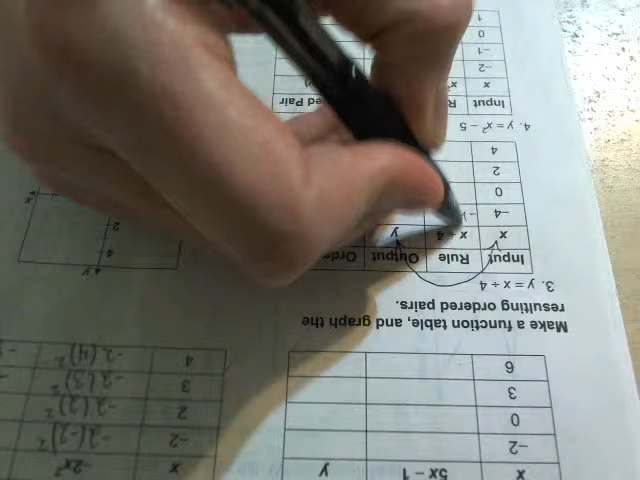 x 5x − 1 y
−2
0
3
6
x −2x²
−2 −2(−2)²
2 −2(2)²
3 −2(3)²
4 −2(4)²
Make a function table, and graph the
resulting ordered pairs.
3. y = x ÷ 4
Input Rule Output
x x ÷ 4 y
−4
0
2
4
y
4
2
x
4. y = x² − 5
Input
x
−2
−1
0
1